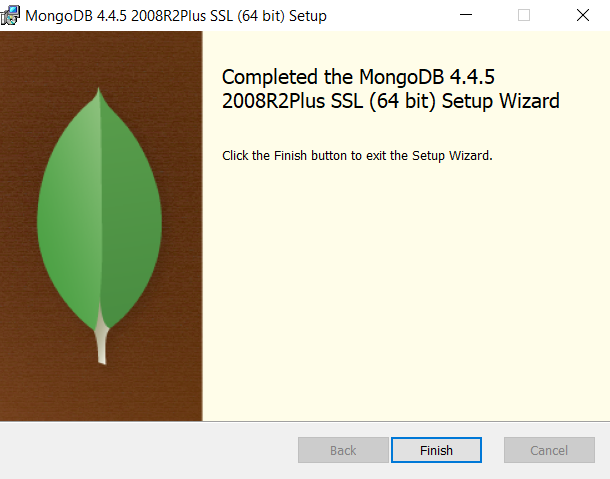 MongoDB 4.4.5 2008R2Plus SSL (64 bit) Setup
Completed the MongoDB 4.4.5
2008R2Plus SSL (64 bit) Setup Wizard
Click the Finish button to exit the Setup Wizard.
Back
Finish
Cancel